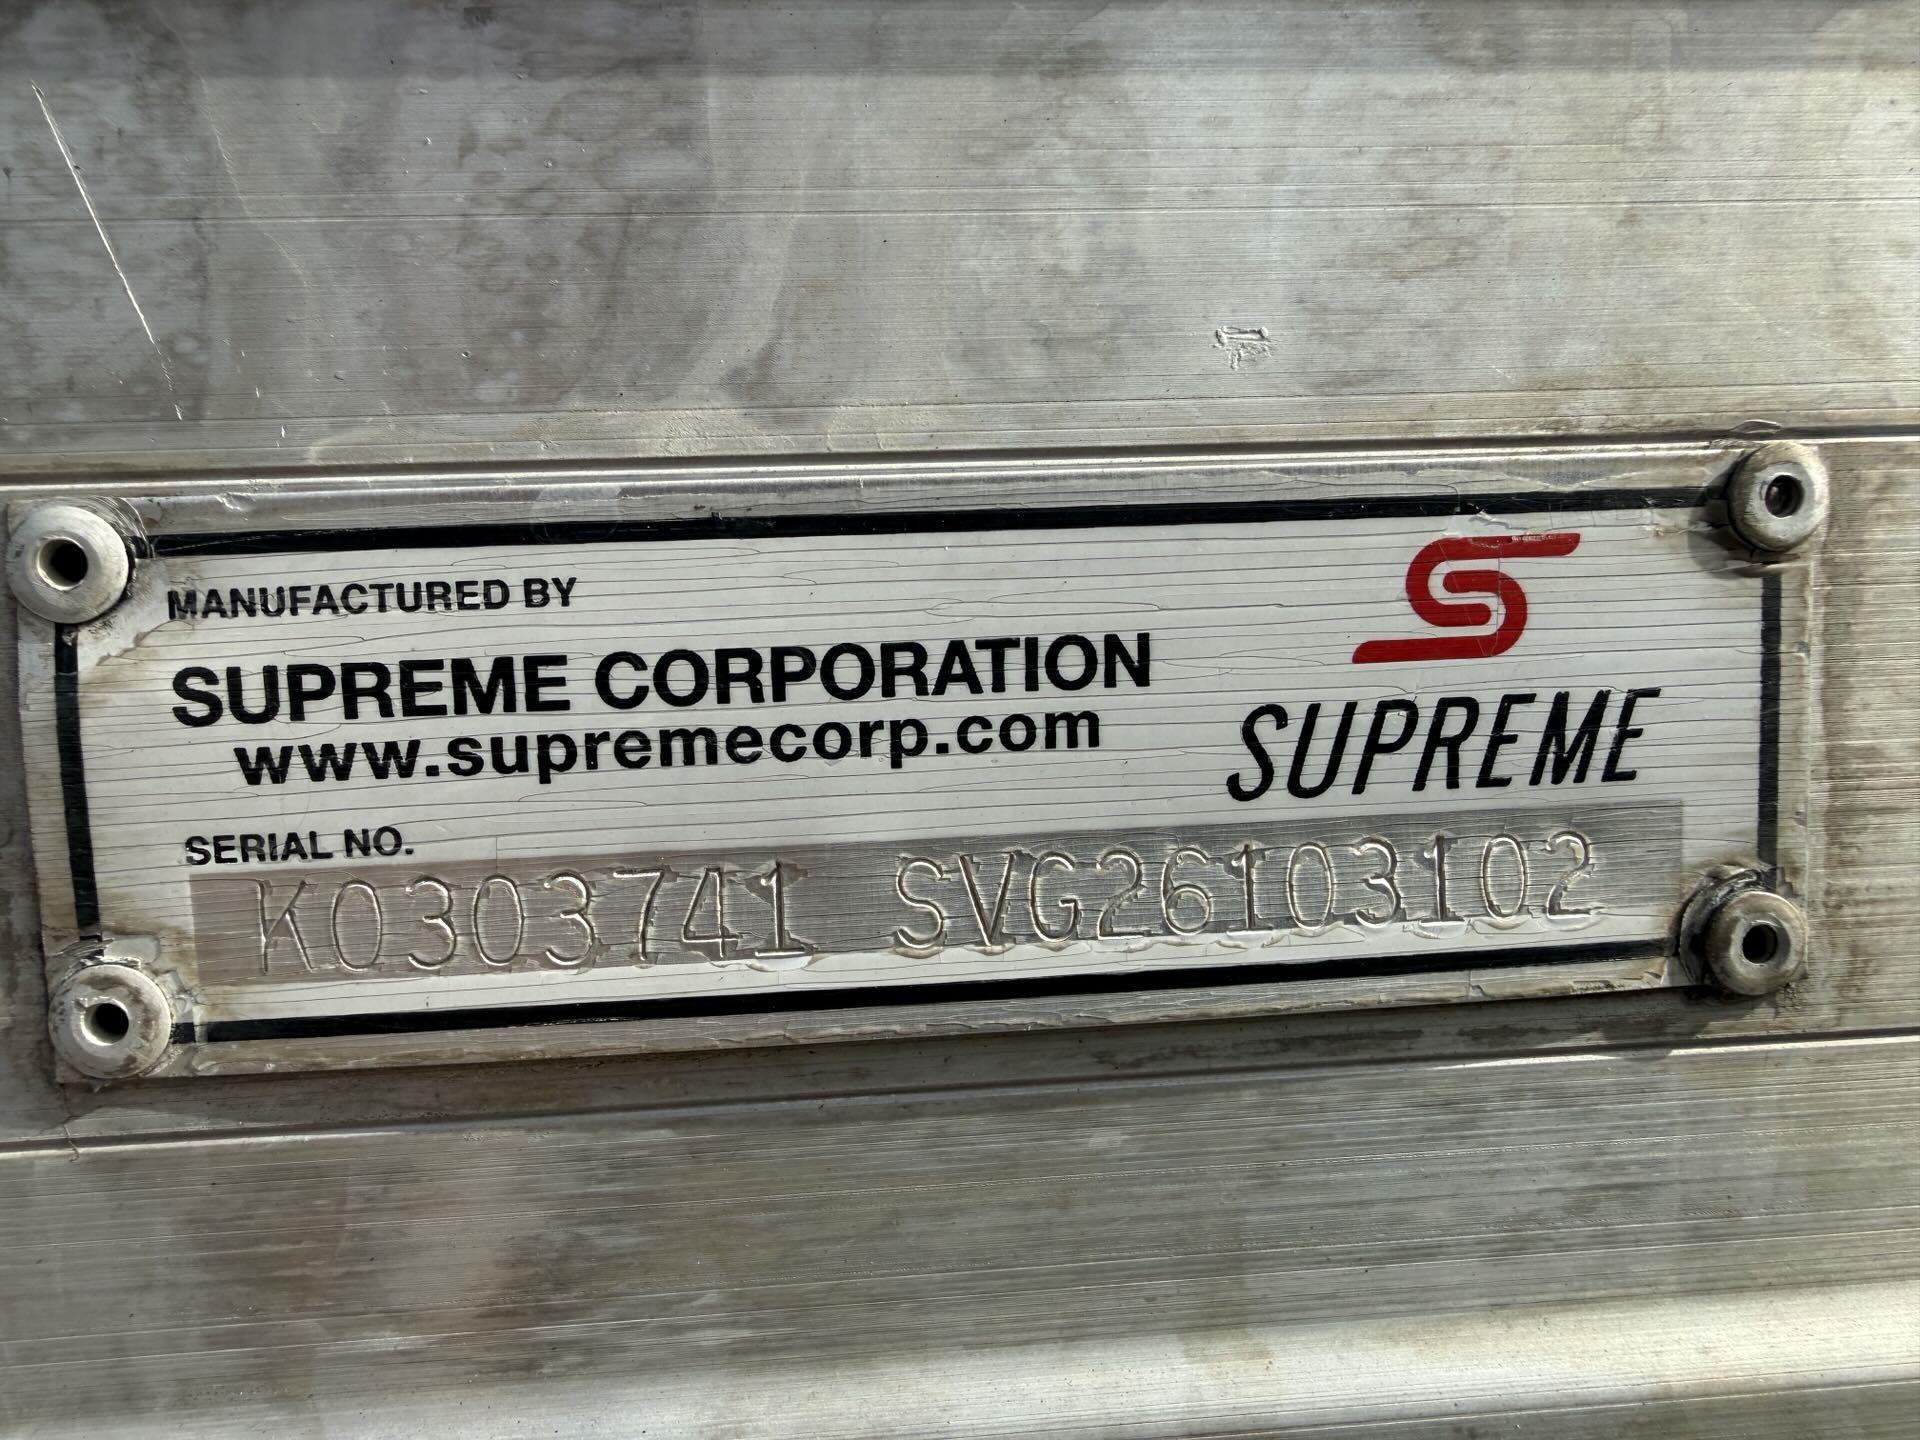 MANUFACTURED BY
SUPREME CORPORATION
www.supremecorp.com
SUPREME
SERIAL NO.
K0303741 SVG26103102